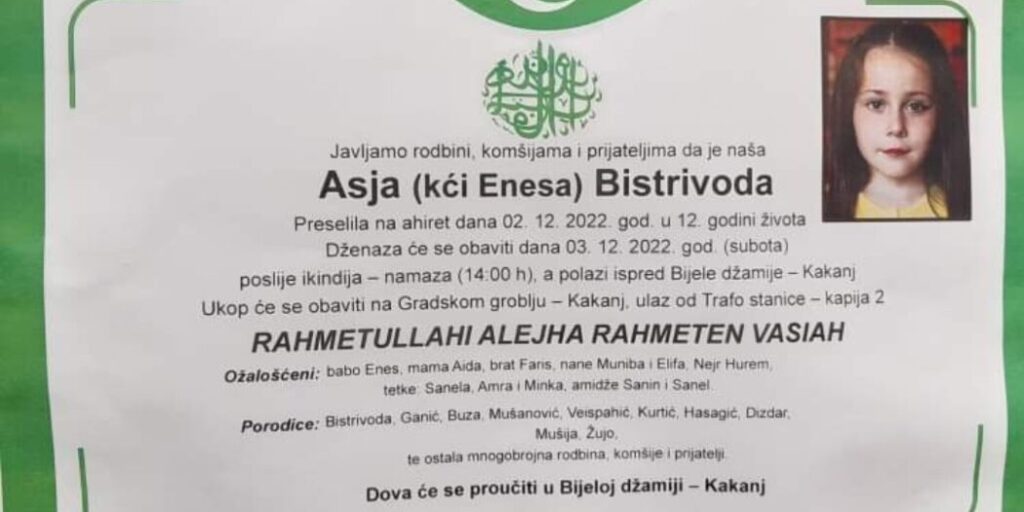 Javljamo rodbini, komšijama i prijateljima da je naša
Asja (kći Enesa) Bistrivoda
Preselila na ahiret dana 02. 12. 2022. god. u 12. godini života
Dženaza će se obaviti dana 03. 12. 2022. god. (subota)
poslije ikindija – namaza (14:00 h), a polazi ispred Bijele džamije – Kakanj
Ukop će se obaviti na Gradskom groblju – Kakanj, ulaz od Trafo stanice – kapija 2
RAHMETULLAHI ALEJHA RAHMETEN VASIAH
Ožalošćeni: babo Enes, mama Aida, brat Faris, nane Muniba i Elifa, Nejr Hurem,
tetke: Sanela, Amra i Minka, amidže Sanin i Sanel.
Porodice: Bistrivoda, Ganić, Buza, Mušanović, Veispahić, Kurtić, Hasagić, Dizdar,
Mušija, Žujo,
te ostala mnogobrojna rodbina, komšije i prijatelji.
Dova će se proučiti u Bijeloj džamiji – Kakanj